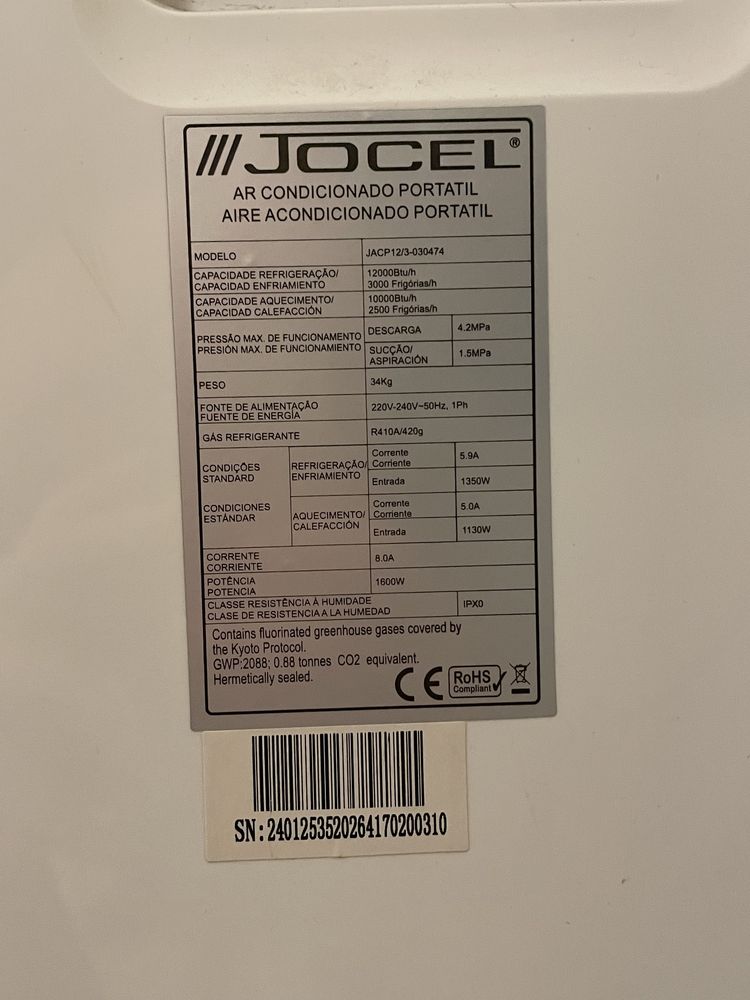 JOCEL®
AR CONDICIONADO PORTATIL
AIRE ACONDICIONADO PORTATIL
MODELO JACP12/3-030474
CAPACIDADE REFRIGERAÇÃO/ 12000Btu/h
CAPACIDAD ENFRIAMIENTO 3000 Frigórias/h
CAPACIDADE AQUECIMENTO/ 10000Btu/h
CAPACIDAD CALEFACCIÓN 2500 Frigórias/h
PRESSÃO MAX. DE FUNCIONAMENTO DESCARGA 4.2MPa
PRESIÓN MAX. DE FUNCIONAMIENTO SUCÇÃO/ 1.5MPa
ASPIRACIÓN
PESO 34Kg
FONTE DE ALIMENTAÇÃO 220V-240V~50Hz, 1Ph
FUENTE DE ENERGÍA
GÁS REFRIGERANTE R410A/420g
CONDIÇÕES REFRIGERAÇÃO/ Corrente 5.9A
STANDARD ENFRIAMIENTO Corriente
Entrada 1350W
CONDICIONES AQUECIMENTO/ Corrente 5.0A
ESTÁNDAR CALEFACCIÓN Corriente
Entrada 1130W
CORRENTE 8.0A
CORRIENTE
POTÊNCIA 1600W
POTENCIA
CLASSE RESISTÊNCIA À HUMIDADE IPX0
CLASE DE RESISTENCIA A LA HUMEDAD
Contains fluorinated greenhouse gases covered by
the Kyoto Protocol.
GWP:2088; 0.88 tonnes CO2 equivalent.
Hermetically sealed.
CE RoHS
Compliant
SN:2401253520264170200310